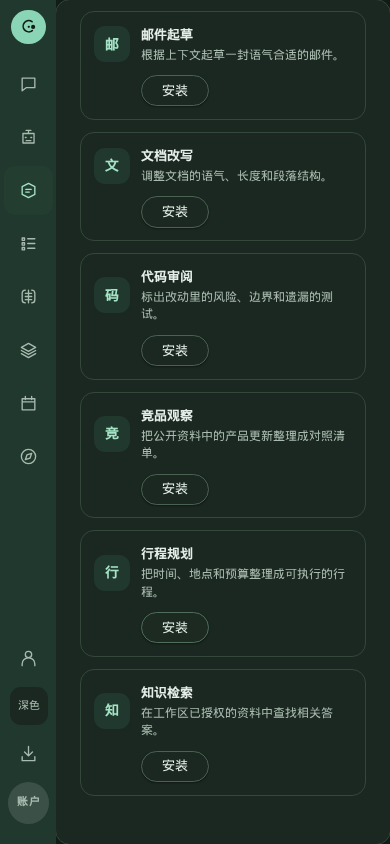 邮
邮件起草
根据上下文起草一封语气合适的邮件。
安装
文
文档改写
调整文档的语气、长度和段落结构。
安装
码
代码审阅
标出改动里的风险、边界和遗漏的测
试。
安装
竞
竞品观察
把公开资料中的产品更新整理成对照清
单。
安装
行
行程规划
把时间、地点和预算整理成可执行的行
程。
安装
知
知识检索
在工作区已授权的资料中查找相关答
案。
安装
深色
账户